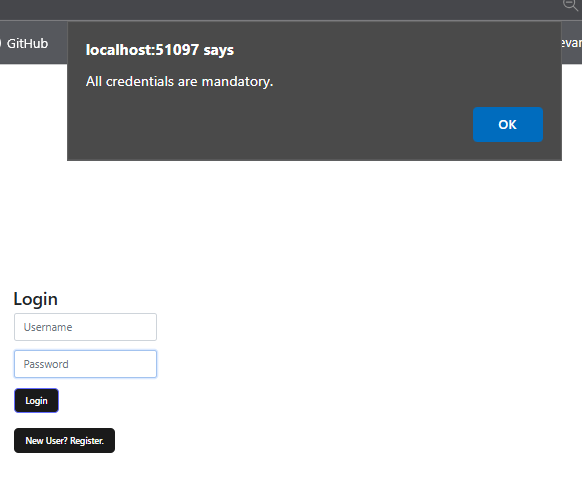 GitHub
localhost:51097 says
All credentials are mandatory.
OK
Login
Username
Password
Login
New User? Register.